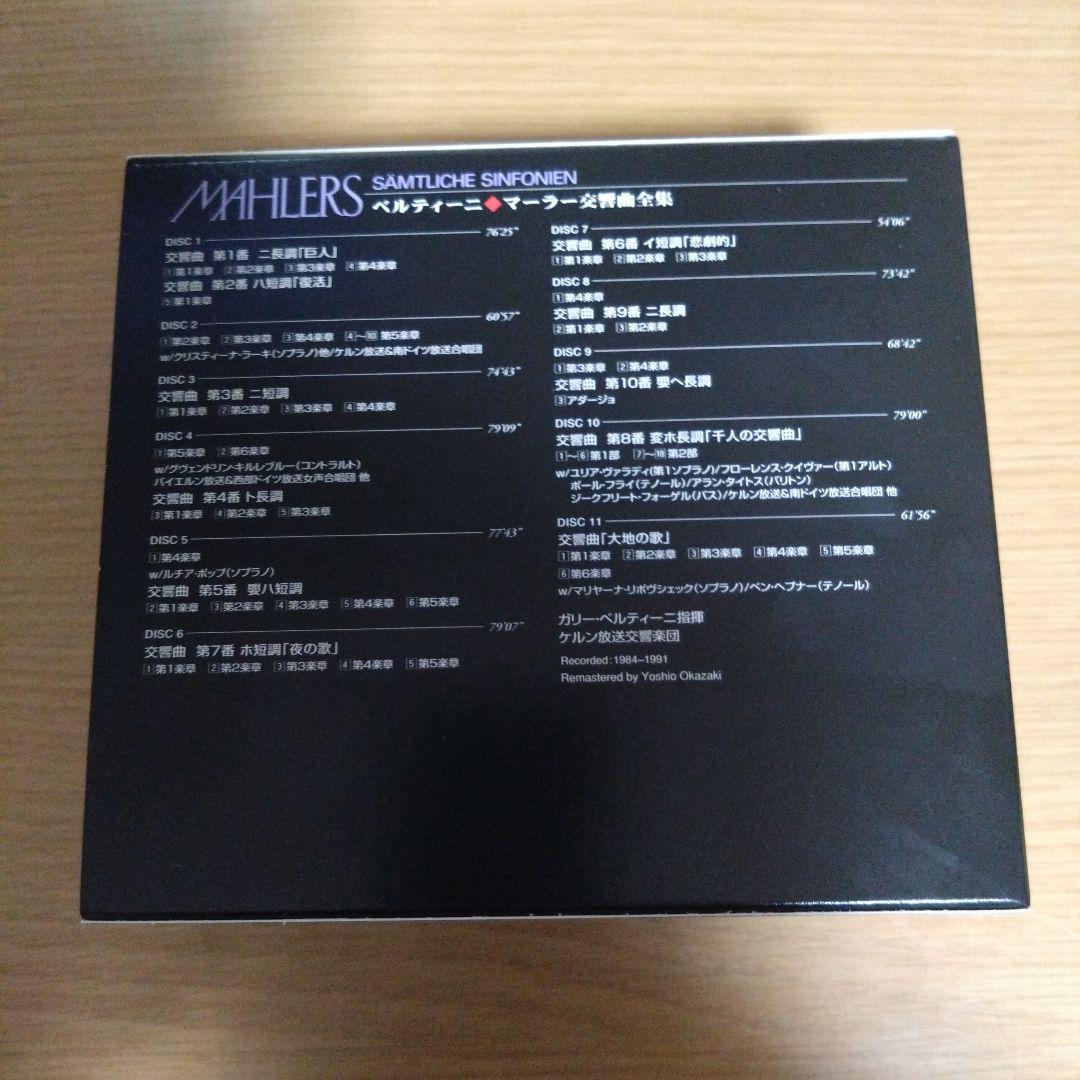 MAHLERS SÄMTLICHE SINFONIEN
ベルティーニ◆マーラー交響曲全集
DISC 1 76'25"
交響曲 第1番 ニ長調「巨人」
1第1楽章 2第2楽章 3第3楽章 4第4楽章
交響曲 第2番 ハ短調「復活」
5第1楽章
DISC 2 60'57"
1第2楽章 2第3楽章 3第4楽章 4~10 第5楽章
w/クリスティーナ・ラーキ(ソプラノ)他/ケルン放送&南ドイツ放送合唱団
DISC 3 74'43"
交響曲 第3番 ニ短調
1第1楽章 2第2楽章 3第3楽章 4第4楽章
DISC 4 79'09"
1第5楽章 2第6楽章
w/グヴェンドリン・キルレブルー(コントラルト)
バイエルン放送&西部ドイツ放送女声合唱団 他
交響曲 第4番 ト長調
3第1楽章 4第2楽章 5第3楽章
DISC 5 77'43"
1第4楽章
w/ルチア・ポップ(ソプラノ)
交響曲 第5番 嬰ハ短調
2第1楽章 3第2楽章 4第3楽章 5第4楽章 6第5楽章
DISC 6 79'07"
交響曲 第7番 ホ短調「夜の歌」
1第1楽章 2第2楽章 3第3楽章 4第4楽章 5第5楽章
DISC 7 54'06"
交響曲 第6番 イ短調「悲劇的」
1第1楽章 2第2楽章 3第3楽章
DISC 8 73'42"
1第4楽章
交響曲 第9番 ニ長調
2第1楽章 3第2楽章
DISC 9 68'42"
1第3楽章 2第4楽章
交響曲 第10番 嬰ヘ長調
3アダージョ
DISC 10 79'00"
交響曲 第8番 変ホ長調「千人の交響曲」
1~6第1部 7~18第2部
w/ユリア・ヴァラディ(第1ソプラノ)/フローレンス・クイヴァー(第1アルト)
ポール・フライ(テノール)/アラン・タイトス(バリトン)
ジークフリート・フォーゲル(バス)/ケルン放送&南ドイツ放送合唱団 他
DISC 11 61'56"
交響曲「大地の歌」
1第1楽章 2第2楽章 3第3楽章 4第4楽章 5第5楽章
6第6楽章
w/マリヤーナ・リポヴシェック(ソプラノ)/ベン・ヘプナー(テノール)
ガリー・ベルティーニ指揮
ケルン放送交響楽団
Recorded : 1984~1991
Remastered by Yoshio Okazaki